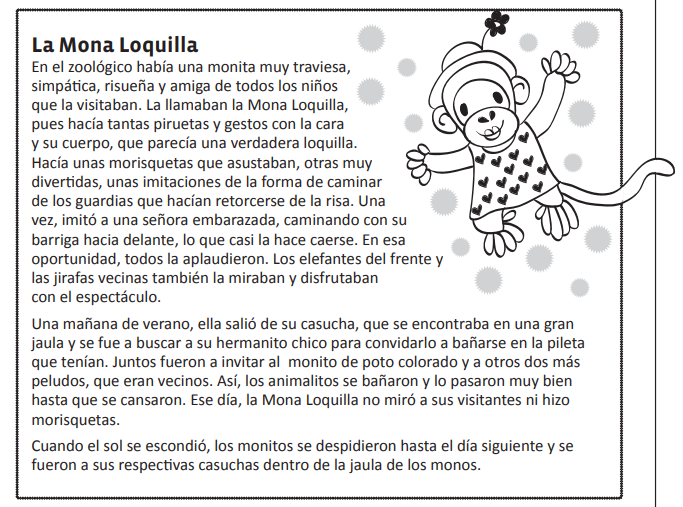 La Mona Loquilla
En el zoológico había una monita muy traviesa,
simpática, risueña y amiga de todos los niños
que la visitaban. La llamaban la Mona Loquilla,
pues hacía tantas piruetas y gestos con la cara
y su cuerpo, que parecía una verdadera loquilla.
Hacía unas morisquetas que asustaban, otras muy
divertidas, unas imitaciones de la forma de caminar
de los guardias que hacían retorcerse de la risa. Una
vez, imitó a una señora embarazada, caminando con su
barriga hacia delante, lo que casi la hace caerse. En esa
oportunidad, todos la aplaudieron. Los elefantes del frente y
las jirafas vecinas también la miraban y disfrutaban
con el espectáculo.
Una mañana de verano, ella salió de su casucha, que se encontraba en una gran
jaula y se fue a buscar a su hermanito chico para convidarlo a bañarse en la pileta
que tenían. Juntos fueron a invitar al monito de poto colorado y a otros dos más
peludos, que eran vecinos. Así, los animalitos se bañaron y lo pasaron muy bien
hasta que se cansaron. Ese día, la Mona Loquilla no miró a sus visitantes ni hizo
morisquetas.
Cuando el sol se escondió, los monitos se despidieron hasta el día siguiente y se
fueron a sus respectivas casuchas dentro de la jaula de los monos.